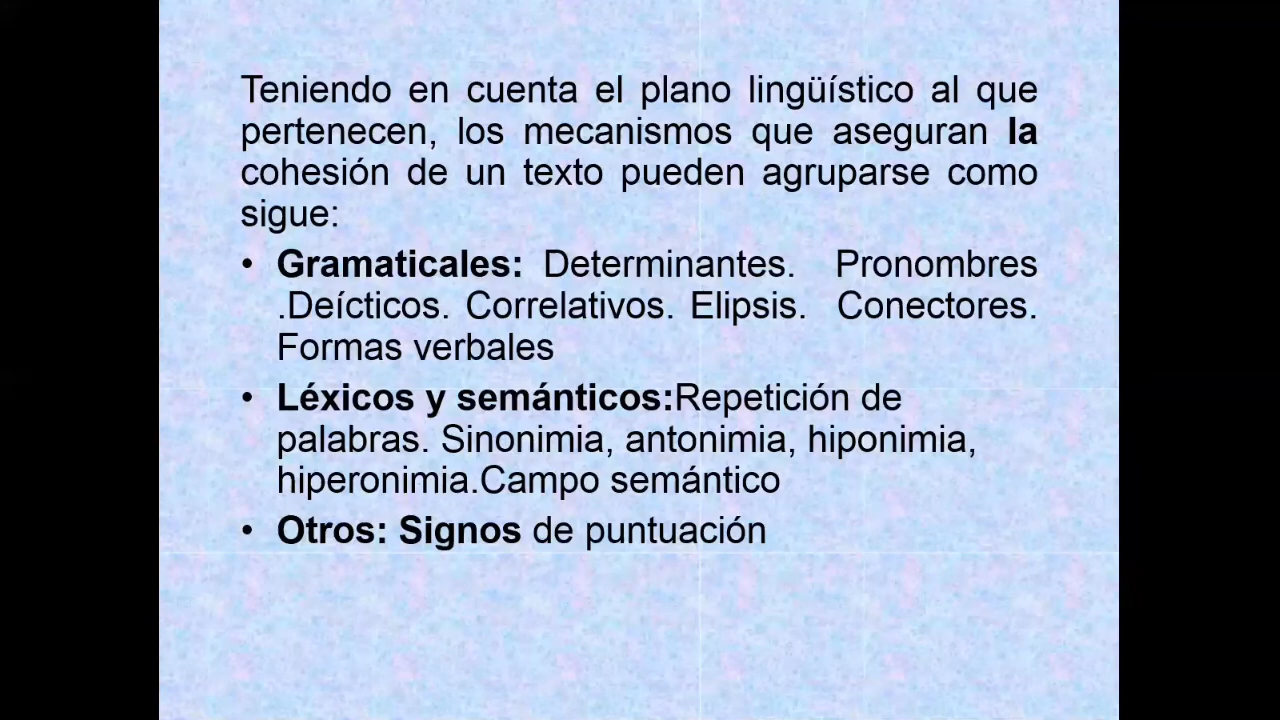 Teniendo en cuenta el plano lingüístico al que
pertenecen, los mecanismos que aseguran la
cohesión de un texto pueden agruparse como
sigue:
• Gramaticales: Determinantes. Pronombres
.Deícticos. Correlativos. Elipsis. Conectores.
Formas verbales
• Léxicos y semánticos:Repetición de
palabras. Sinonimia, antonimia, hiponimia,
hiperonimia.Campo semántico
• Otros: Signos de puntuación